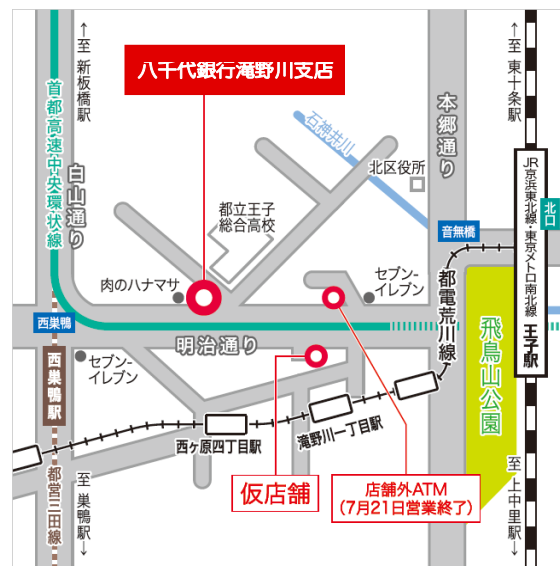 ←至 新板橋駅
首都高速中央環状線
白山通り
八千代銀行滝野川支店
石神井川
本郷通り
←至 東十条駅
北区役所
都立王子
総合高校
音無橋
JR京浜東北線・東京メトロ南北線
王子駅
北口
肉のハナマサ
セブン-
イレブン
都電荒川線
西巣鴨
明治通り
飛鳥山公園
西巣鴨駅
セブン-
イレブン
西ヶ原四丁目駅
滝野川一丁目駅
仮店舗
店舗外ATM
(7月21日営業終了)
都営三田線
至 巣鴨駅→
至 上中里駅→